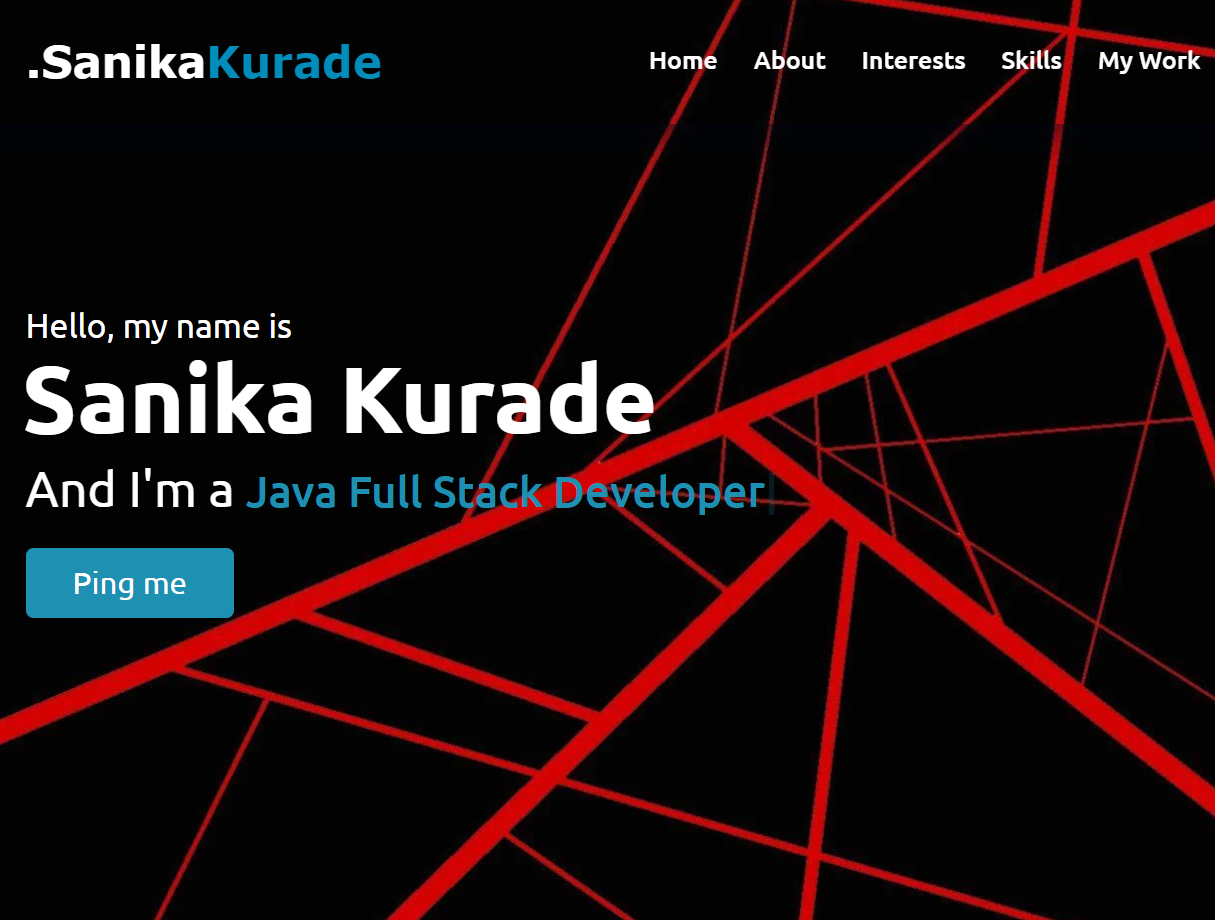 .SanikaKurade
Home About Interests Skills My Work
Hello, my name is
Sanika Kurade
And I'm a Java Full Stack Developer
Ping me